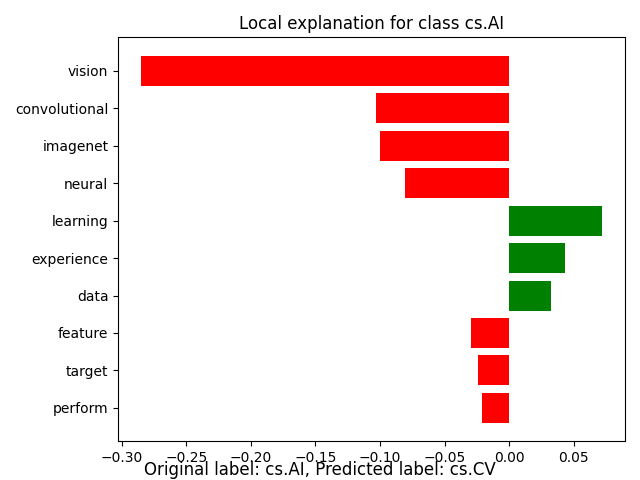 Local explanation for class cs.AI
vision
convolutional
imagenet
neural
learning
experience
data
feature
target
perform
−0.30 −0.25 −0.20 −0.15 −0.10 −0.05 0.00 0.05
Original label: cs.AI, Predicted label: cs.CV